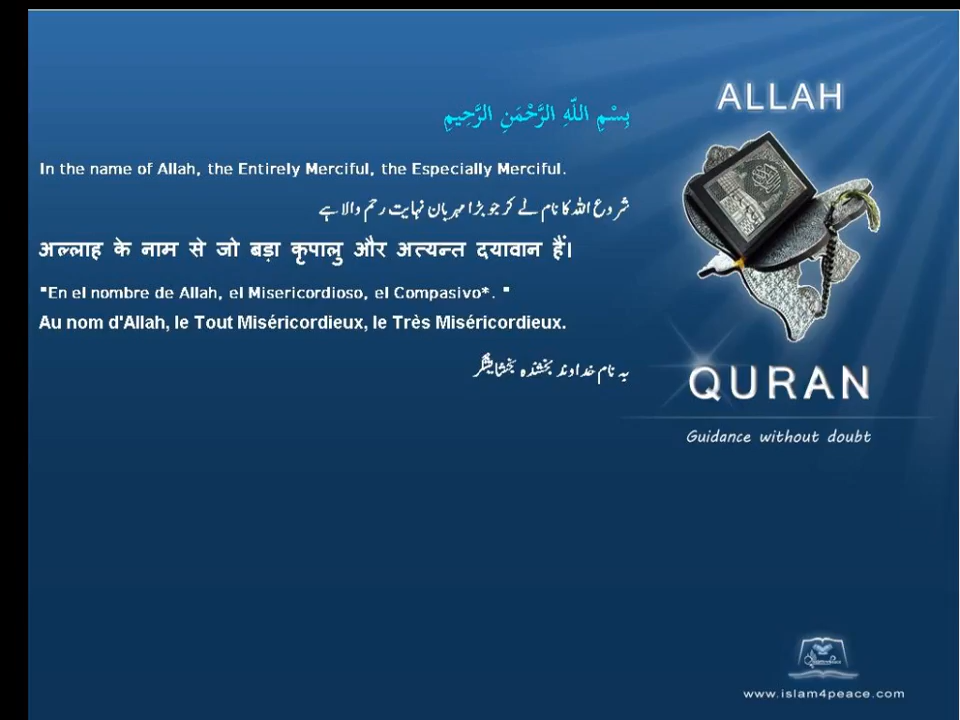 بِسْمِ اللَّهِ الرَّحْمَنِ الرَّحِيمِ
In the name of Allah, the Entirely Merciful, the Especially Merciful.
شروع الله کا نام لے کر جو بڑا مہربان نہایت رحم والا ہے
अल्लाह के नाम से जो बड़ा कृपालु और अत्यन्त दयावान हैं।
"En el nombre de Allah, el Misericordioso, el Compasivo*. "
Au nom d'Allah, le Tout Miséricordieux, le Très Miséricordieux.
به نام خداوند بخشنده بخشایشگر
ALLAH
QURAN
Guidance without doubt
www.islam4peace.com